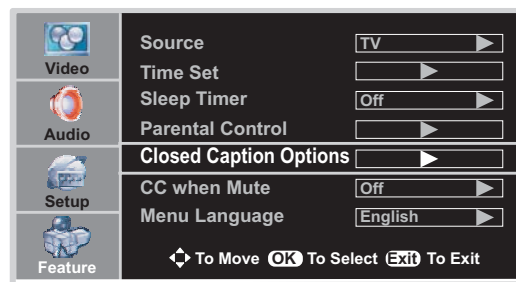 Video
Audio
Setup
Feature
Source TV
Time Set
Sleep Timer Off
Parental Control
Closed Caption Options
CC when Mute Off
Menu Language English
To Move OK To Select Exit To Exit